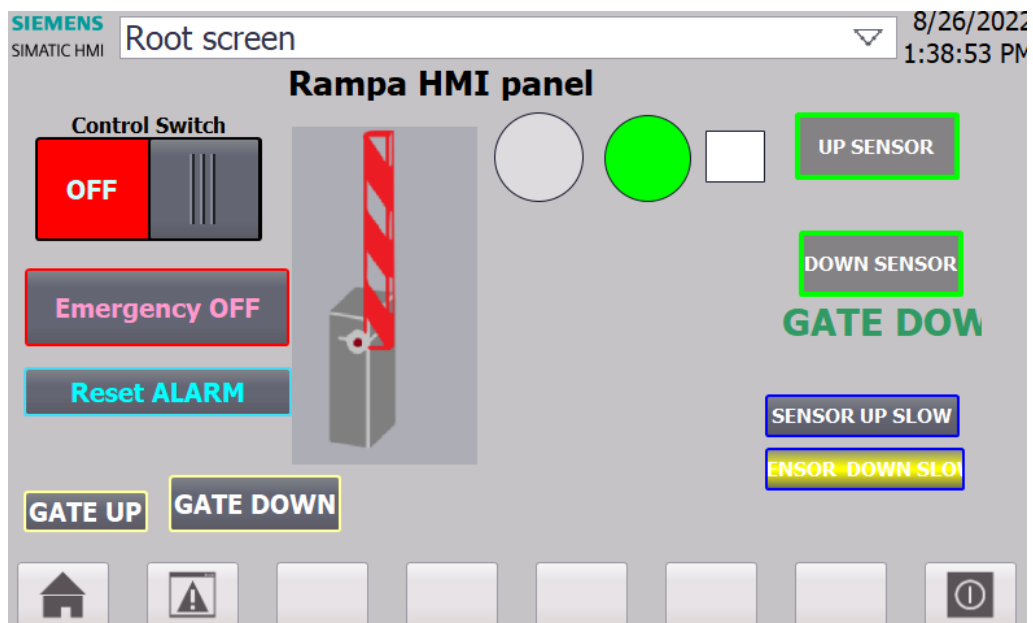 SIEMENS
SIMATIC HMI
Root screen
8/26/2022
1:38:53 PM
Rampa HMI panel
Control Switch
OFF
UP SENSOR
Emergency OFF
DOWN SENSOR
GATE DOW
Reset ALARM
SENSOR UP SLOW
ENSOR DOWN SLO
GATE UP
GATE DOWN